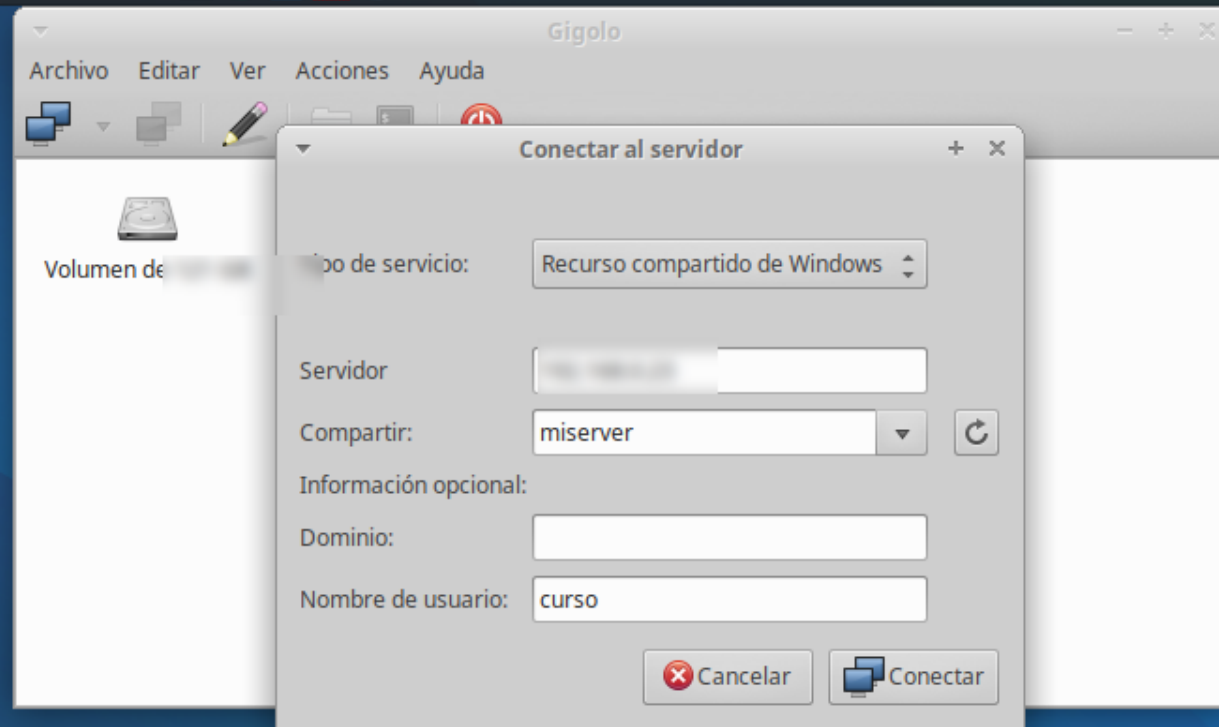 Gigolo
Archivo Editar Ver Acciones Ayuda
Conectar al servidor
Volumen de
de servicio:
Recurso compartido de Windows
Servidor
Compartir:
miserver
Información opcional:
Dominio:
Nombre de usuario:
curso
Cancelar
Conectar